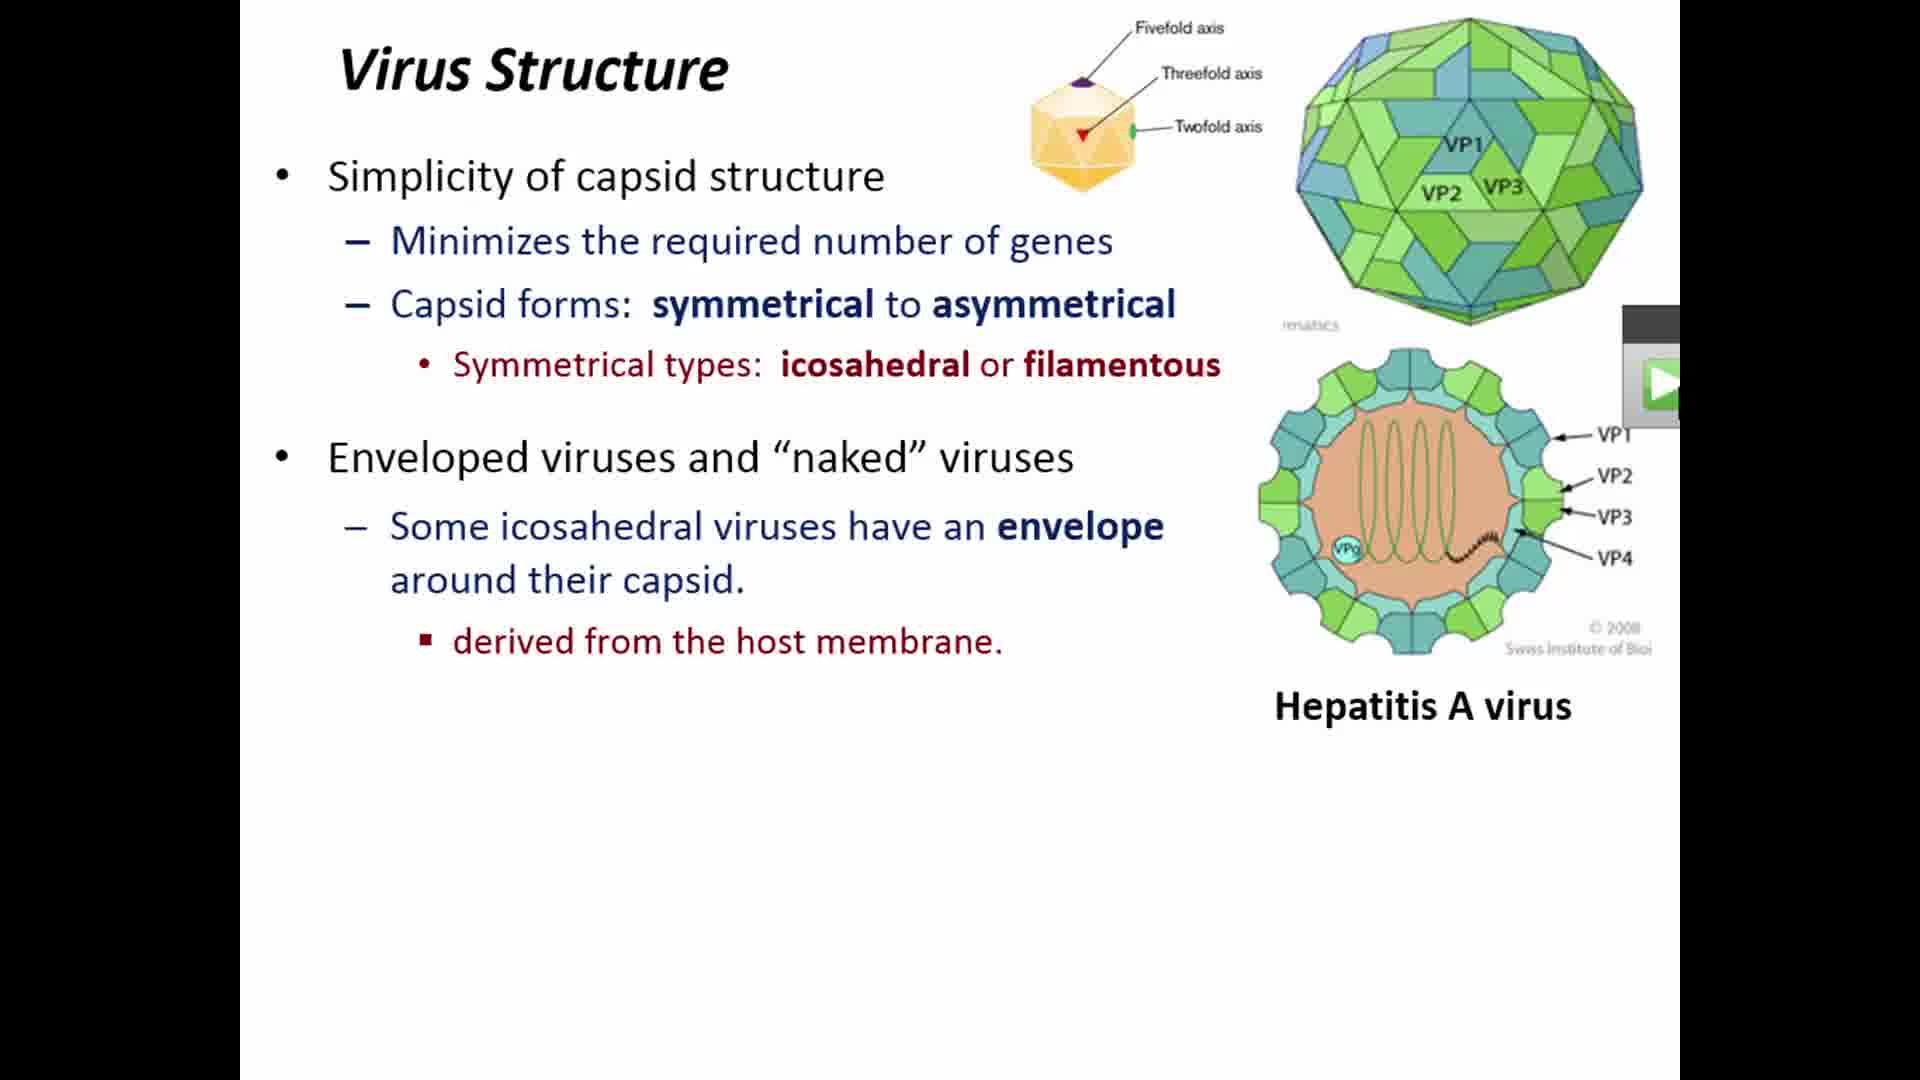 Virus Structure
• Simplicity of capsid structure
– Minimizes the required number of genes
– Capsid forms: symmetrical to asymmetrical
• Symmetrical types: icosahedral or filamentous
• Enveloped viruses and “naked” viruses
– Some icosahedral viruses have an envelope
around their capsid.
▪ derived from the host membrane.
Fivefold axis
Threefold axis
Twofold axis
VP1
VP2 VP3
VP1
VP2
VP3
VP4
VPg
© 2008
Swiss Institute of Bioi
Hepatitis A virus